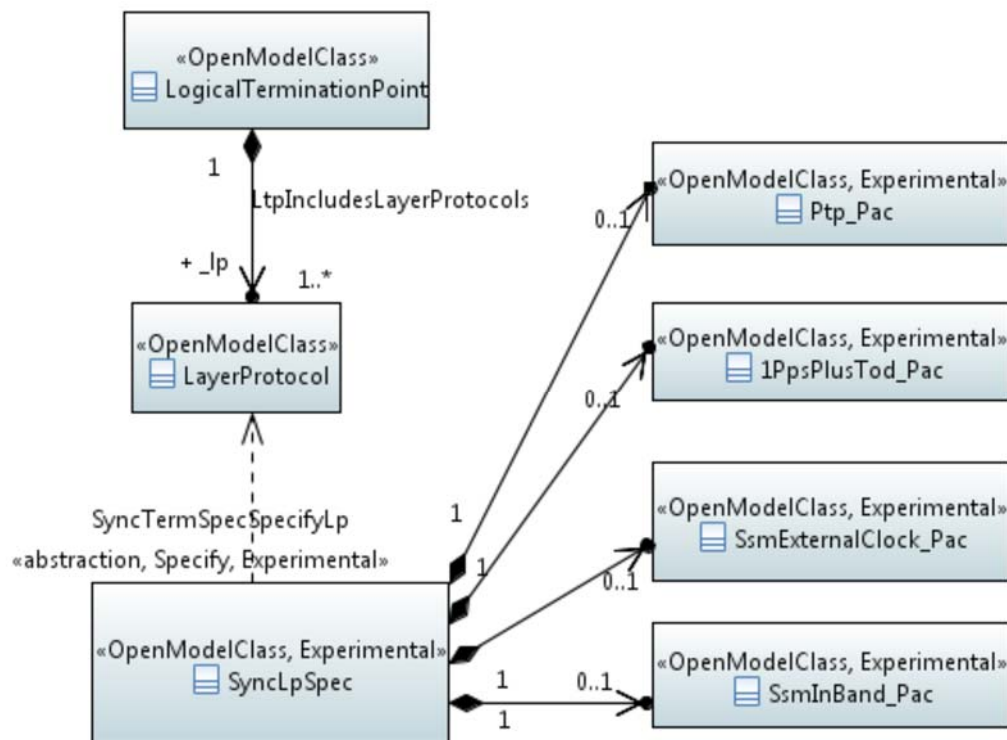 «OpenModelClass»
LogicalTerminationPoint
1
LtpIncludesLayerProtocols
+ _lp
1..*
«OpenModelClass»
LayerProtocol
SyncTermSpecSpecifyLp
«abstraction, Specify, Experimental»
«OpenModelClass, Experimental»
SyncLpSpec
1
1
1
1
0..1
0..1
0..1
0..1
«OpenModelClass, Experimental»
Ptp_Pac
«OpenModelClass, Experimental»
1PpsPlusTod_Pac
«OpenModelClass, Experimental»
SsmExternalClock_Pac
«OpenModelClass, Experimental»
SsmInBand_Pac